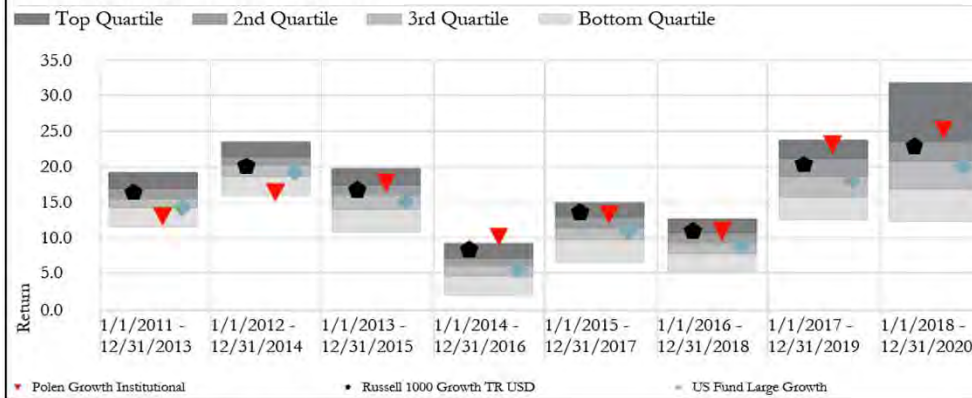 Top Quartile 2nd Quartile 3rd Quartile Bottom Quartile
35.0
30.0
25.0
20.0
15.0
10.0
5.0
0.0
Return
1/1/2011 - 1/1/2012 - 1/1/2013 - 1/1/2014 - 1/1/2015 - 1/1/2016 - 1/1/2017 - 1/1/2018 -
12/31/2013 12/31/2014 12/31/2015 12/31/2016 12/31/2017 12/31/2018 12/31/2019 12/31/2020
Polen Growth Institutional Russell 1000 Growth TR USD US Fund Large Growth